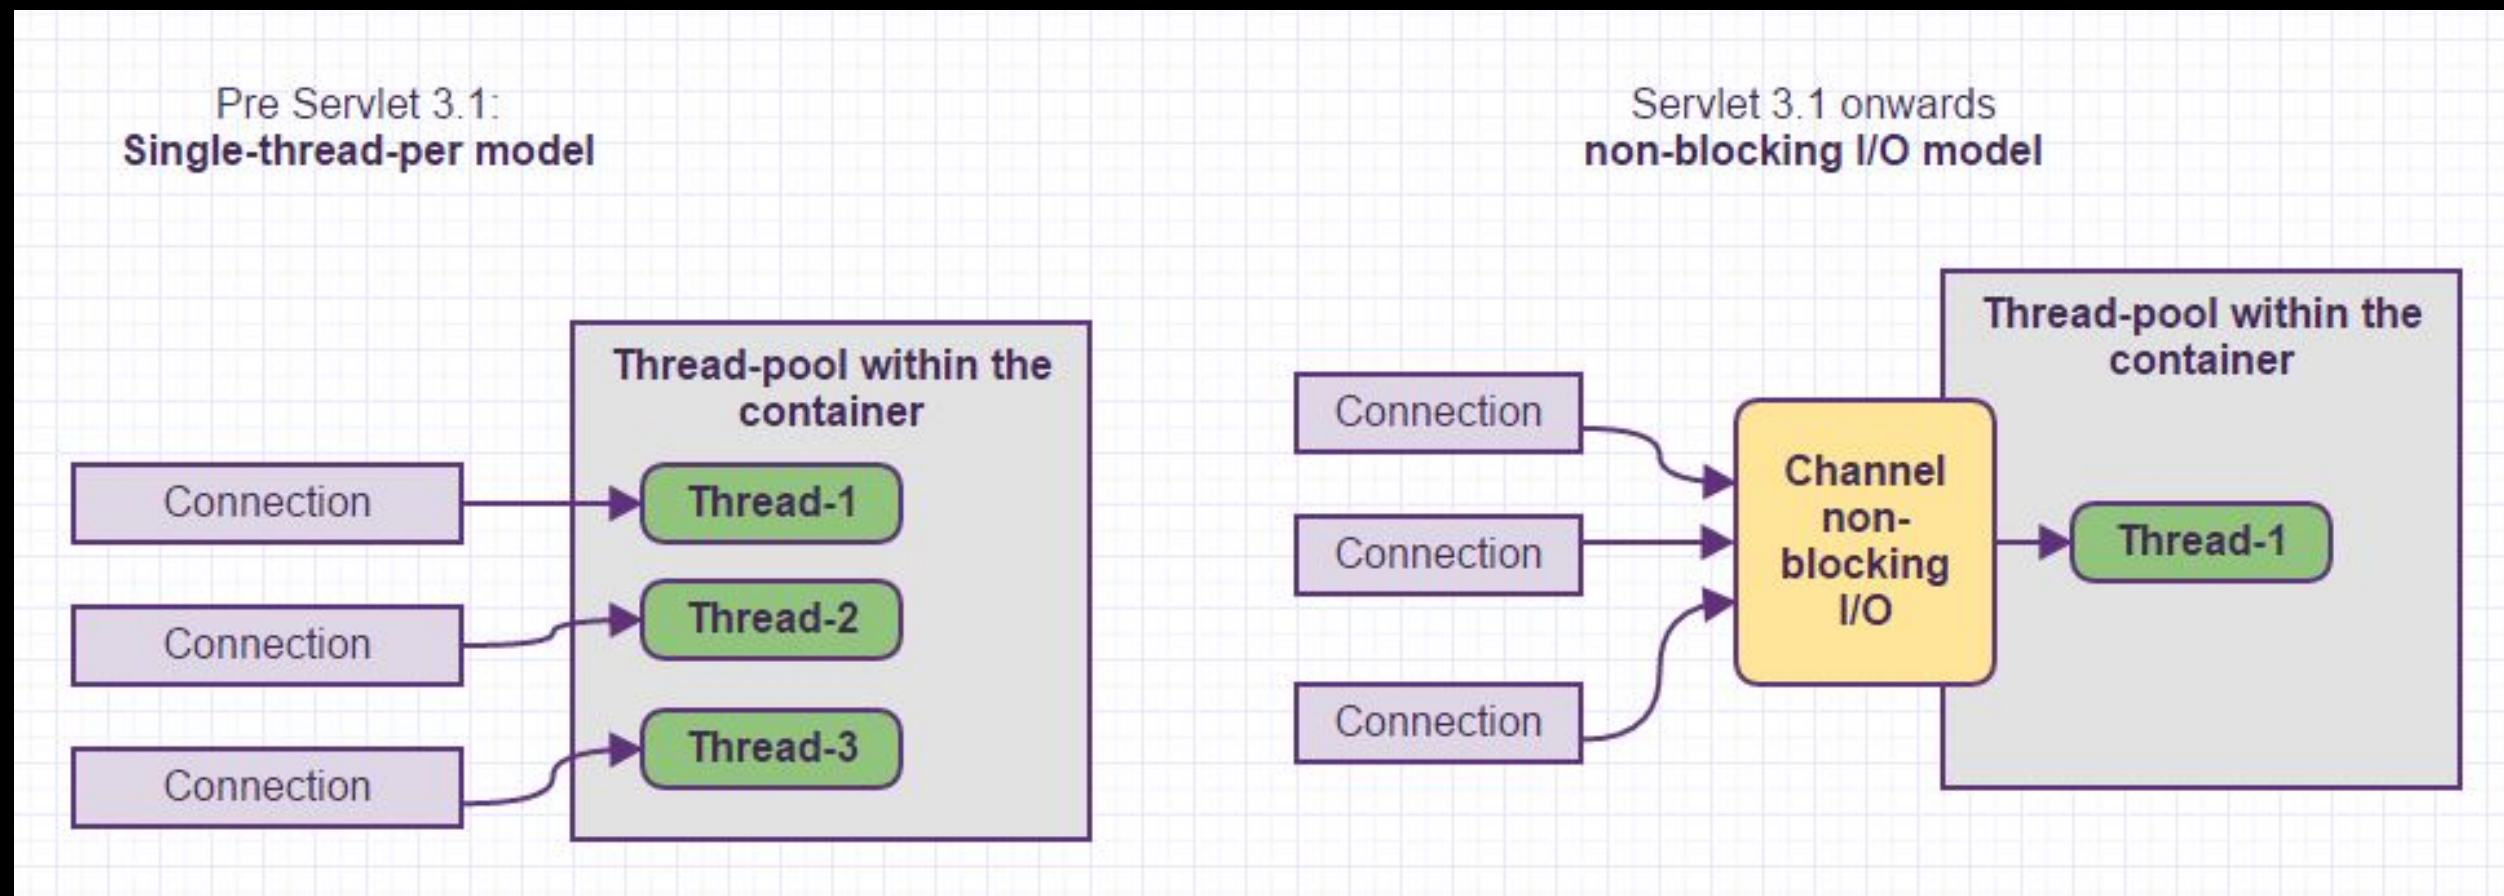 Pre Servlet 3.1:
Single-thread-per model
Thread-pool within the
container
Connection
Thread-1
Connection
Thread-2
Connection
Thread-3
Servlet 3.1 onwards
non-blocking I/O model
Thread-pool within the
container
Connection
Connection
Connection
Channel
non-
blocking
I/O
Thread-1